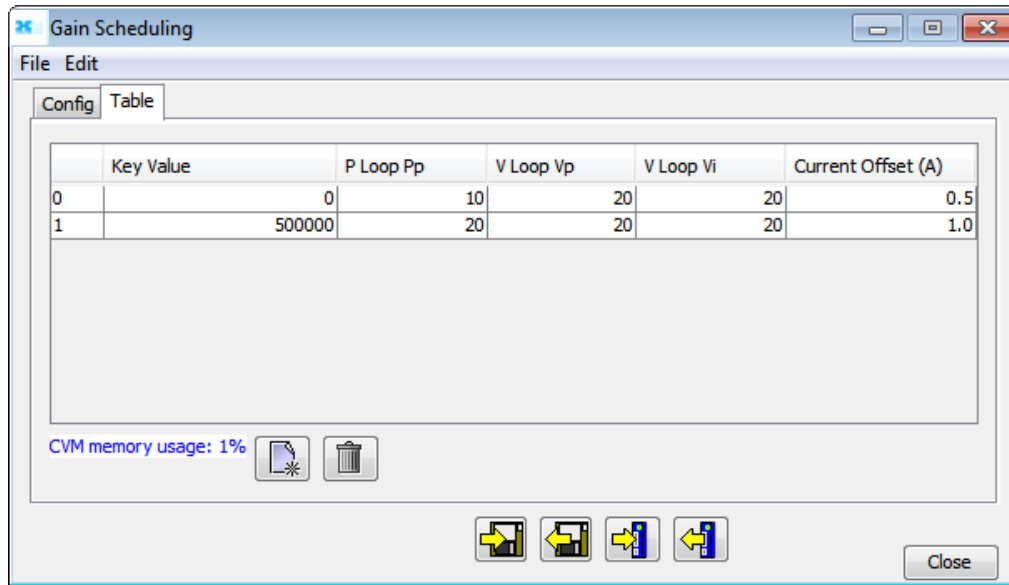 Gain Scheduling
File Edit
Config Table
Key Value P Loop Pp V Loop Vp V Loop Vi Current Offset (A)
0 0 10 20 20 0.5
1 500000 20 20 20 1.0
CVM memory usage: 1%
Close